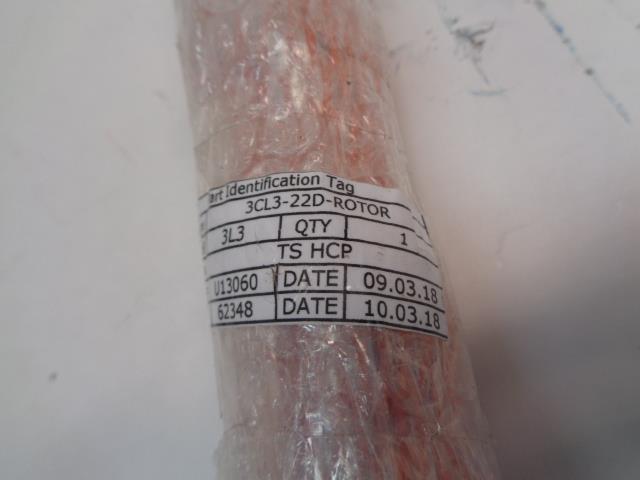 Part Identification Tag
3CL3-22D-ROTOR
3L3 QTY 1
TS HCP
U13060 DATE 09.03.18
62348 DATE 10.03.18